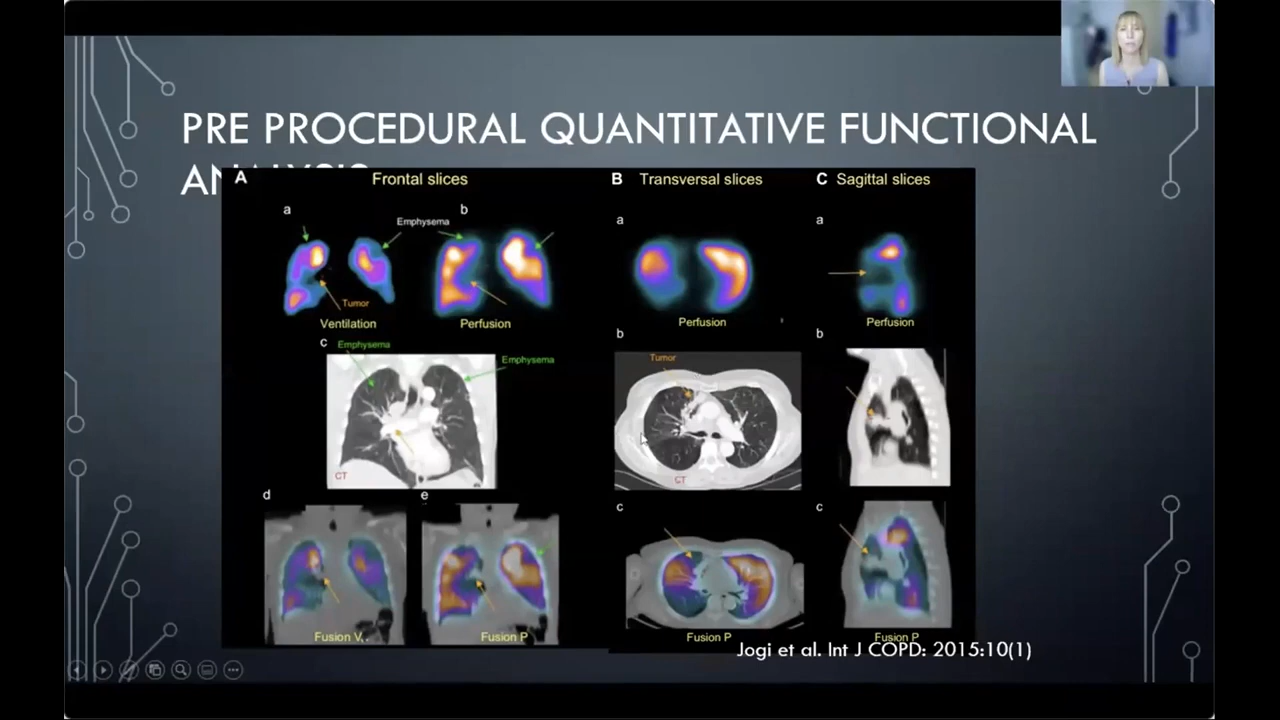 PRE PROCEDURAL QUANTITATIVE FUNCTIONAL
ANALYSIS
A Frontal slices
B Transversal slices
C Sagittal slices
a
b
Emphysema
Tumor
Ventilation
Perfusion
a
Perfusion
a
Perfusion
c
Emphysema
Emphysema
CT
b
Tumor
CT
b
d
e
Fusion V
Fusion P
c
Fusion P
c
Fusion P
Jogi et al. Int J COPD: 2015:10(1)